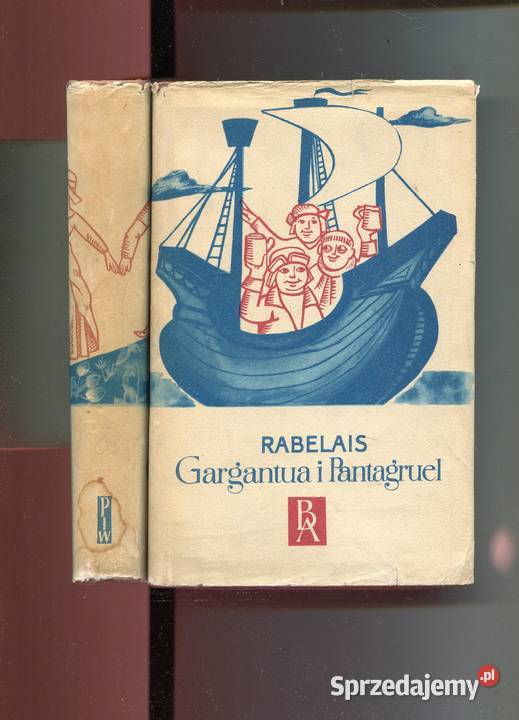 RABELAIS
Gargantua i Pantagruel
BA
PIW
Sprzedajemy.pl